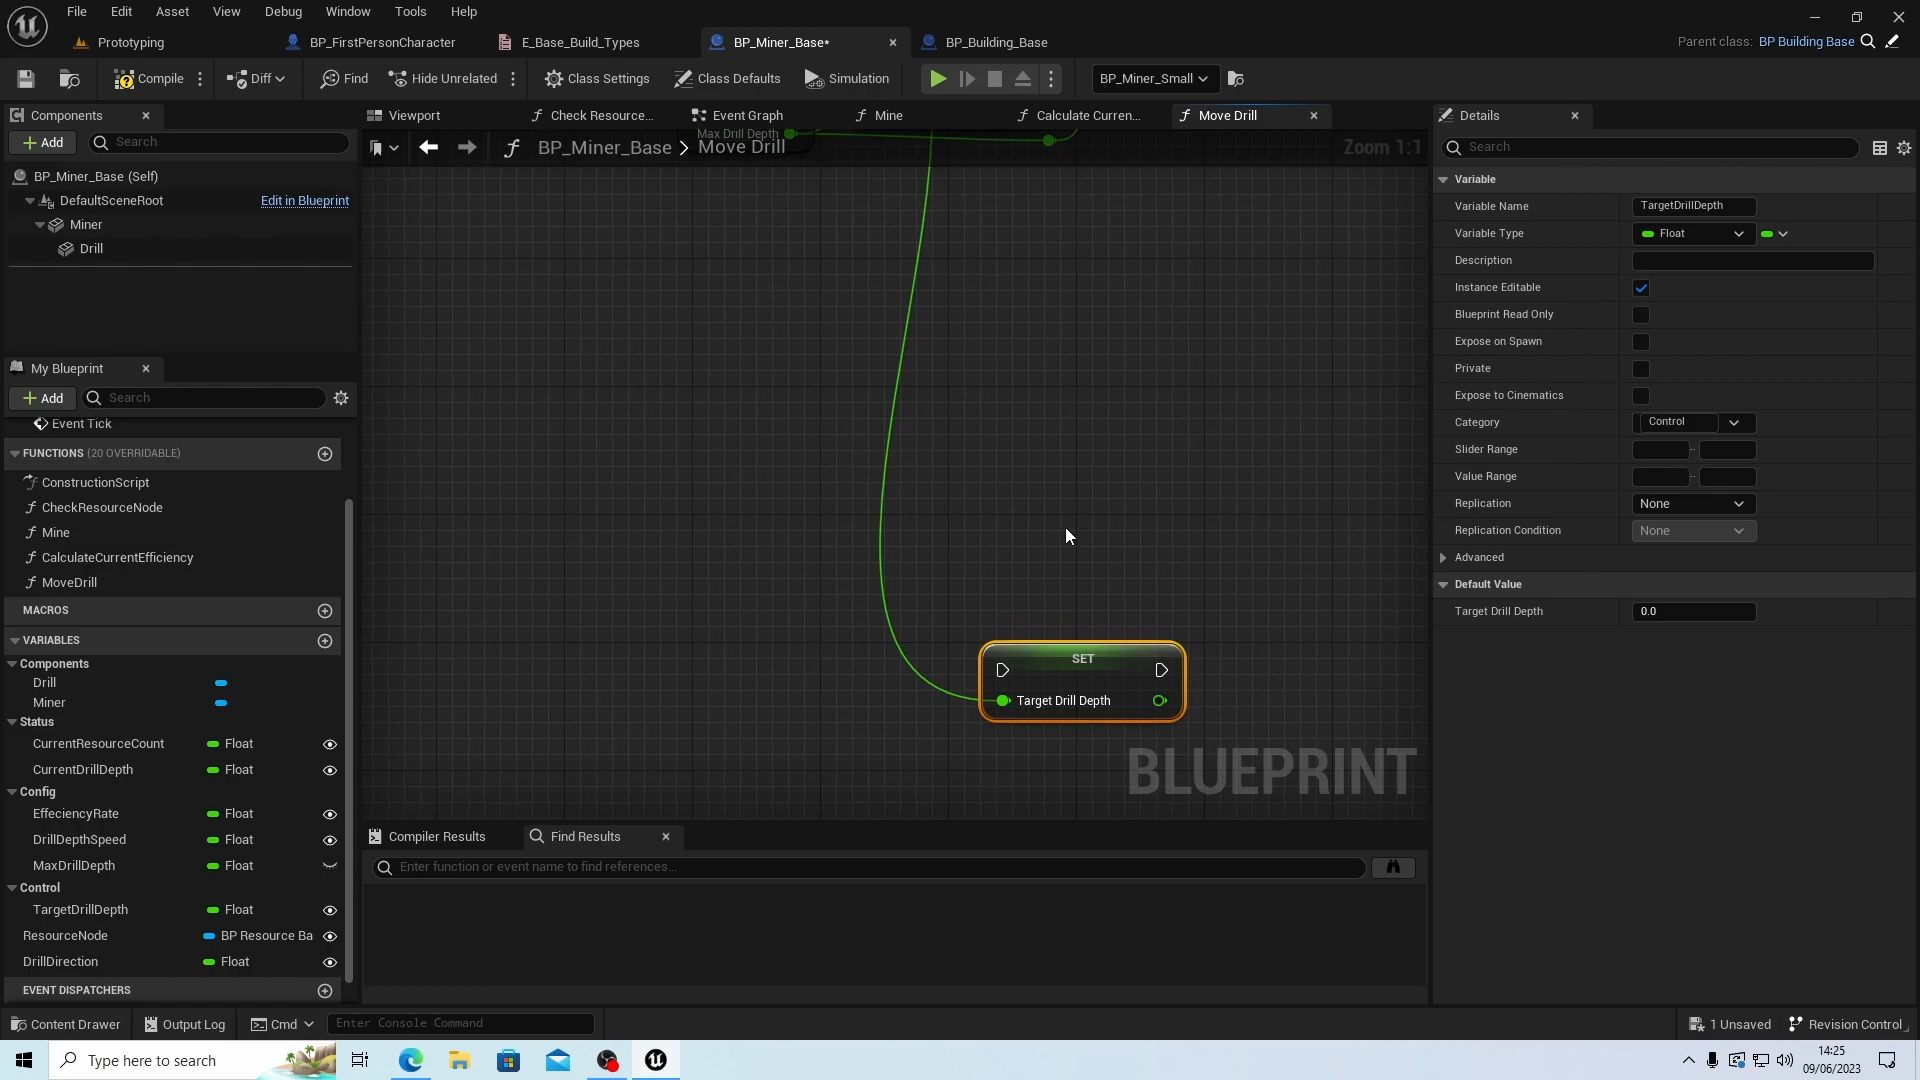 File
Edit
Asset
View
Debug
Window
Tools
Help
Prototyping
BP_FirstPersonCharacter
E_Base_Build_Types
BP_Miner_Base*
BP_Building_Base
Parent class: BP Building Base
Compile
Diff
Find
Hide Unrelated
Class Settings
Class Defaults
Simulation
BP_Miner_Small
Components
Viewport
Check Resource...
Event Graph
Mine
Calculate Curren...
Move Drill
Details
Add
Search
Max Drill Depth
BP_Miner_Base > Move Drill
Zoom 1:1
Search
BP_Miner_Base (Self)
DefaultSceneRoot
Edit in Blueprint
Miner
Drill
Variable
Variable Name
TargetDrillDepth
Variable Type
Float
Description
Instance Editable
Blueprint Read Only
Expose on Spawn
Private
Expose to Cinematics
Category
Control
Slider Range
Value Range
Replication
None
Replication Condition
None
Advanced
Default Value
Target Drill Depth
0.0
My Blueprint
Add
Search
Event Tick
FUNCTIONS (20 OVERRIDABLE)
ConstructionScript
CheckResourceNode
Mine
CalculateCurrentEfficiency
MoveDrill
MACROS
VARIABLES
Components
Drill
Miner
Status
CurrentResourceCount
Float
CurrentDrillDepth
Float
Config
EffeciencyRate
Float
DrillDepthSpeed
Float
MaxDrillDepth
Float
Control
TargetDrillDepth
Float
ResourceNode
BP Resource Ba
DrillDirection
Float
EVENT DISPATCHERS
SET
Target Drill Depth
BLUEPRINT
Compiler Results
Find Results
Enter function or event name to find references...
Content Drawer
Output Log
Cmd
Enter Console Command
1 Unsaved
Revision Control
Type here to search
14:25
09/06/2023